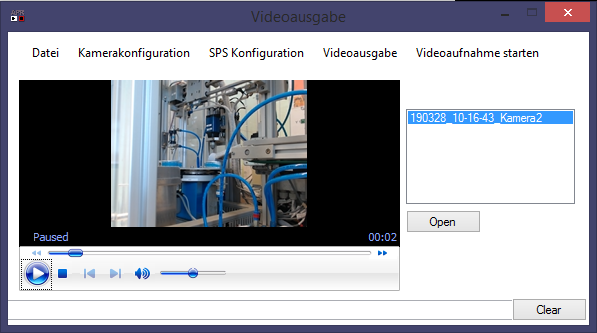 Videoausgabe
Datei Kamerakonfiguration SPS Konfiguration Videoausgabe Videoaufnahme starten
190328_10-16-43_Kamera2
Open
Paused 00:02
Clear